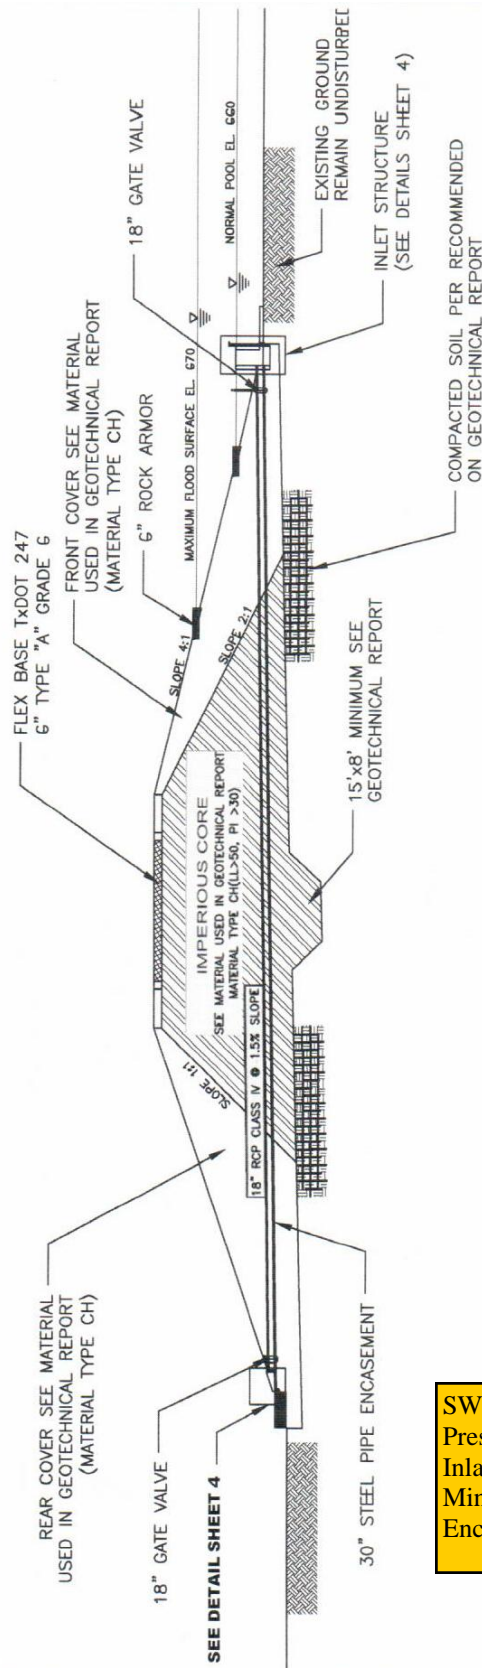 REAR COVER SEE MATERIAL
USED IN GEOTECHNICAL REPORT
(MATERIAL TYPE CH)
18" GATE VALVE
SEE DETAIL SHEET 4
30" STEEL PIPE ENCASEMENT
FLEX BASE TxDOT 247
6" TYPE "A" GRADE 6
FRONT COVER SEE MATERIAL
USED IN GEOTECHNICAL REPORT
(MATERIAL TYPE CH)
6" ROCK ARMOR
18" GATE VALVE
MAXIMUM FLOOD SURFACE EL 670
NORMAL POOL EL 660
SLOPE 1:1
SLOPE 4:1
SLOPE 2:1
IMPERIOUS CORE
SEE MATERIAL USED IN GEOTECHNICAL REPORT
MATERIAL TYPE CH(LL>50, PI >30)
18" RCP CLASS IV @ 1.5% SLOPE
15'x8' MINIMUM SEE
GEOTECHNICAL REPORT
EXISTING GROUND
REMAIN UNDISTURBED
INLET STRUCTURE
(SEE DETAILS SHEET 4)
COMPACTED SOIL PER RECOMMENDED
ON GEOTECHNICAL REPORT
SW
Pres
Inla
Min
Enc